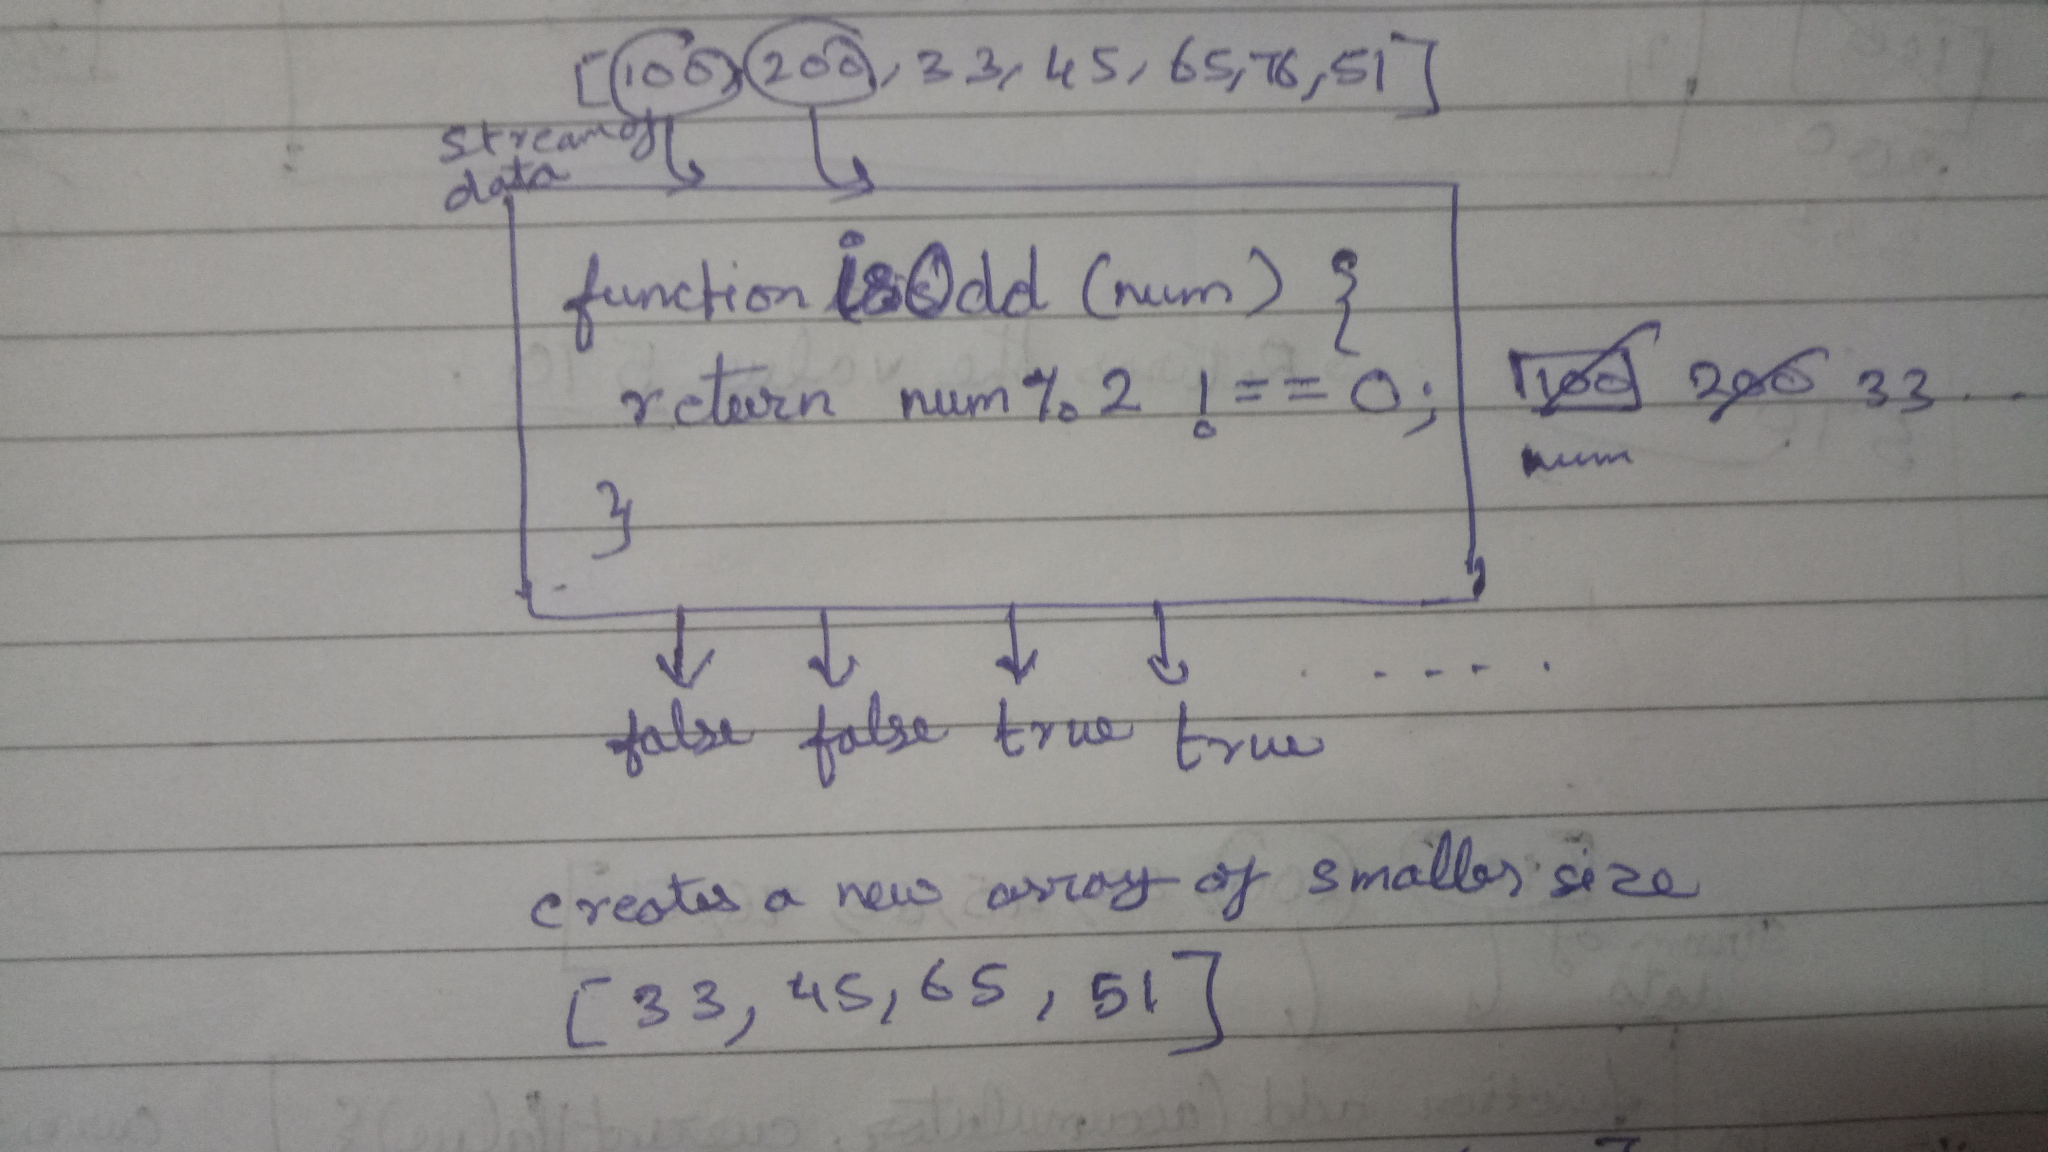 [100, 200, 33, 45, 65, 76, 51]
stream of
data
function isOdd (num) {
return num % 2 !== 0;
}
100 200 33 . . .
num
false false true true . . . . .
creates a new array of smaller size
[33, 45, 65, 51]